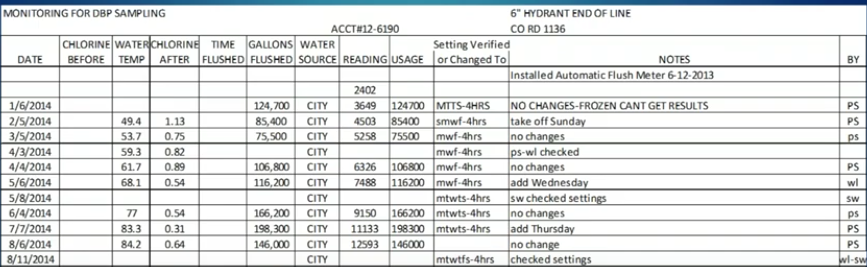 MONITORING FOR DBP SAMPLING 6" HYDRANT END OF LINE
ACCT#12-6190 CO RD 1136
CHLORINE WATER CHLORINE TIME GALLONS WATER Setting Verified
DATE BEFORE TEMP AFTER FLUSHED FLUSHED SOURCE READING USAGE or Changed To NOTES BY
Installed Automatic Flush Meter 6-12-2013
2402
1/6/2014 124,700 CITY 3649 124700 MTTS-4HRS NO CHANGES-FROZEN CANT GET RESULTS PS
2/5/2014 49.4 1.13 85,400 CITY 4503 85400 smwf-4hrs take off Sunday PS
3/5/2014 53.7 0.75 75,500 CITY 5258 75500 mwf-4hrs no changes ps
4/3/2014 59.3 0.82 CITY mwf-4hrs ps-wl checked
4/4/2014 61.7 0.89 106,800 CITY 6326 106800 mwf-4hrs no changes PS
5/6/2014 68.1 0.54 116,200 CITY 7488 116200 mwf-4hrs add Wednesday wl
5/8/2014 CITY mtwts-4hrs sw checked settings sw
6/4/2014 77 0.54 166,200 CITY 9150 166200 mtwts-4hrs no changes ps
7/7/2014 83.3 0.31 198,300 CITY 11133 198300 mtwts-4hrs add Thursday PS
8/6/2014 84.2 0.64 146,000 CITY 12593 146000 no change PS
8/11/2014 CITY mtwtfs-4hrs checked settings wl-sw